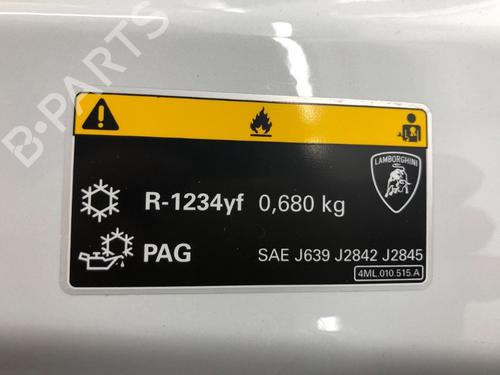 B-PARTS
LAMBORGHINI
R-1234yf 0,680 kg
PAG SAE J639 J2842 J2845
4ML.010.515.A